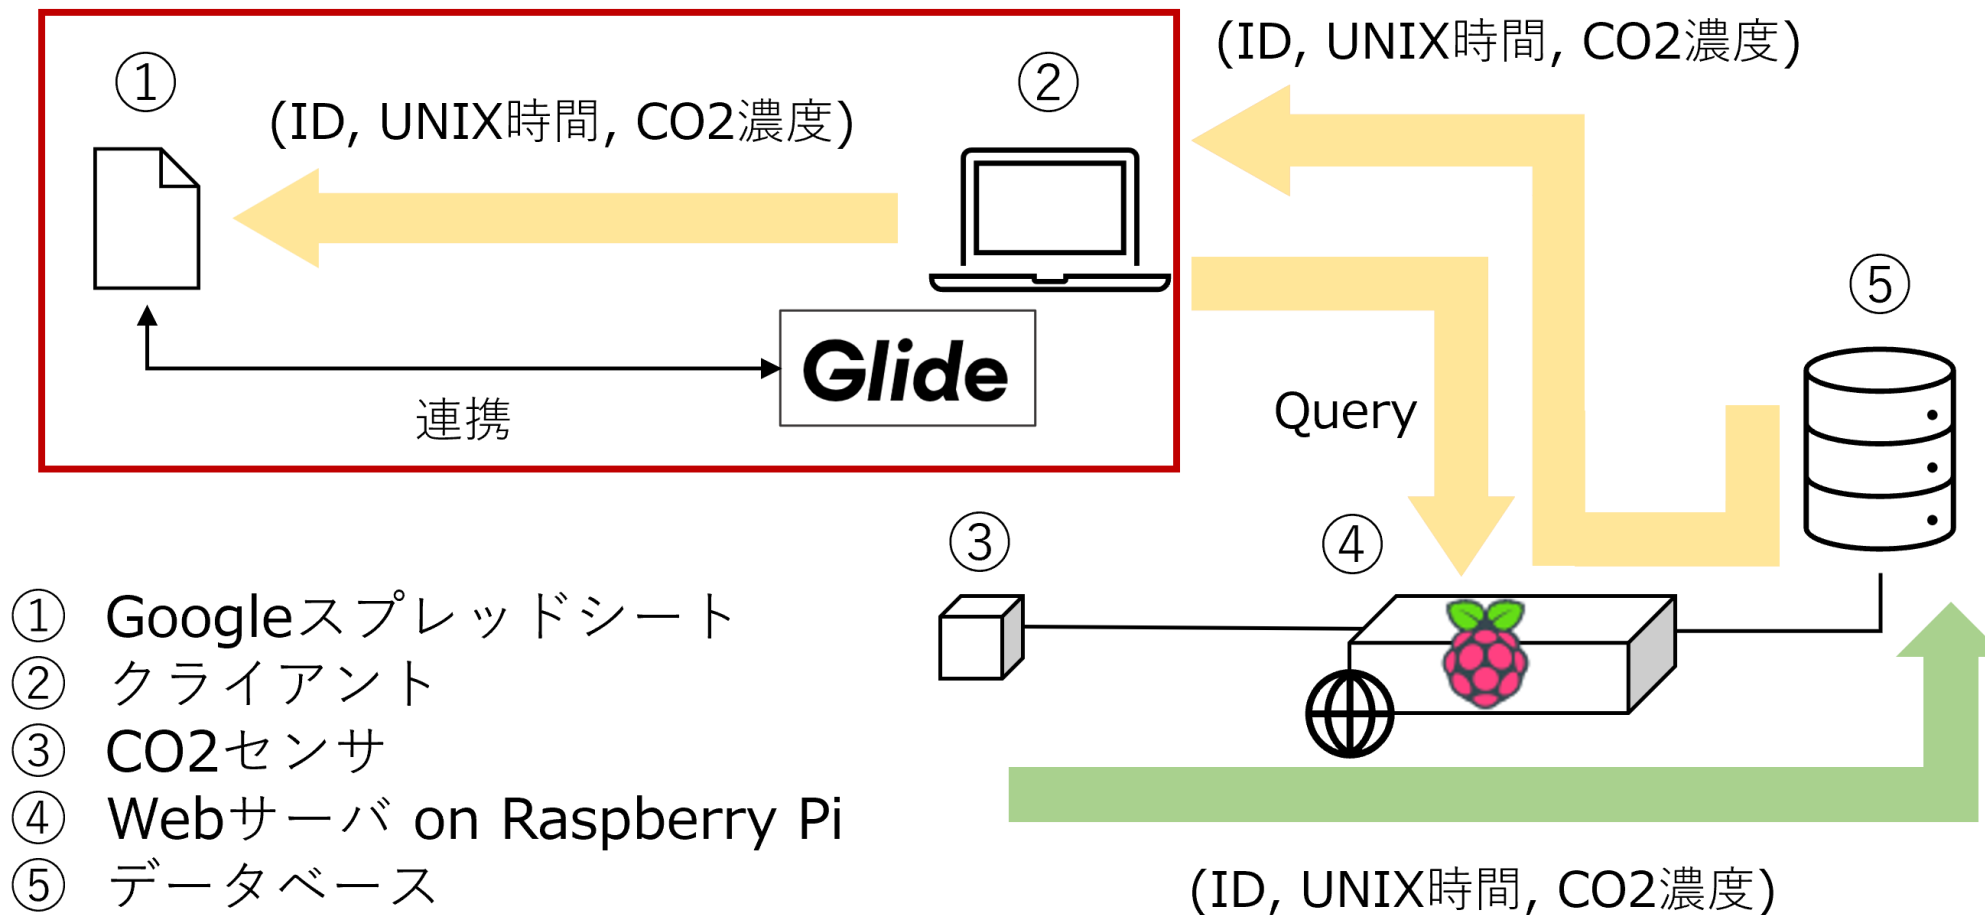 (ID, UNIX時間, CO2濃度)
①
②
(ID, UNIX時間, CO2濃度)
⑤
Glide
連携
Query
③
④
① Googleスプレッドシート
② クライアント
③ CO2センサ
④ Webサーバ on Raspberry Pi
⑤ データベース
(ID, UNIX時間, CO2濃度)